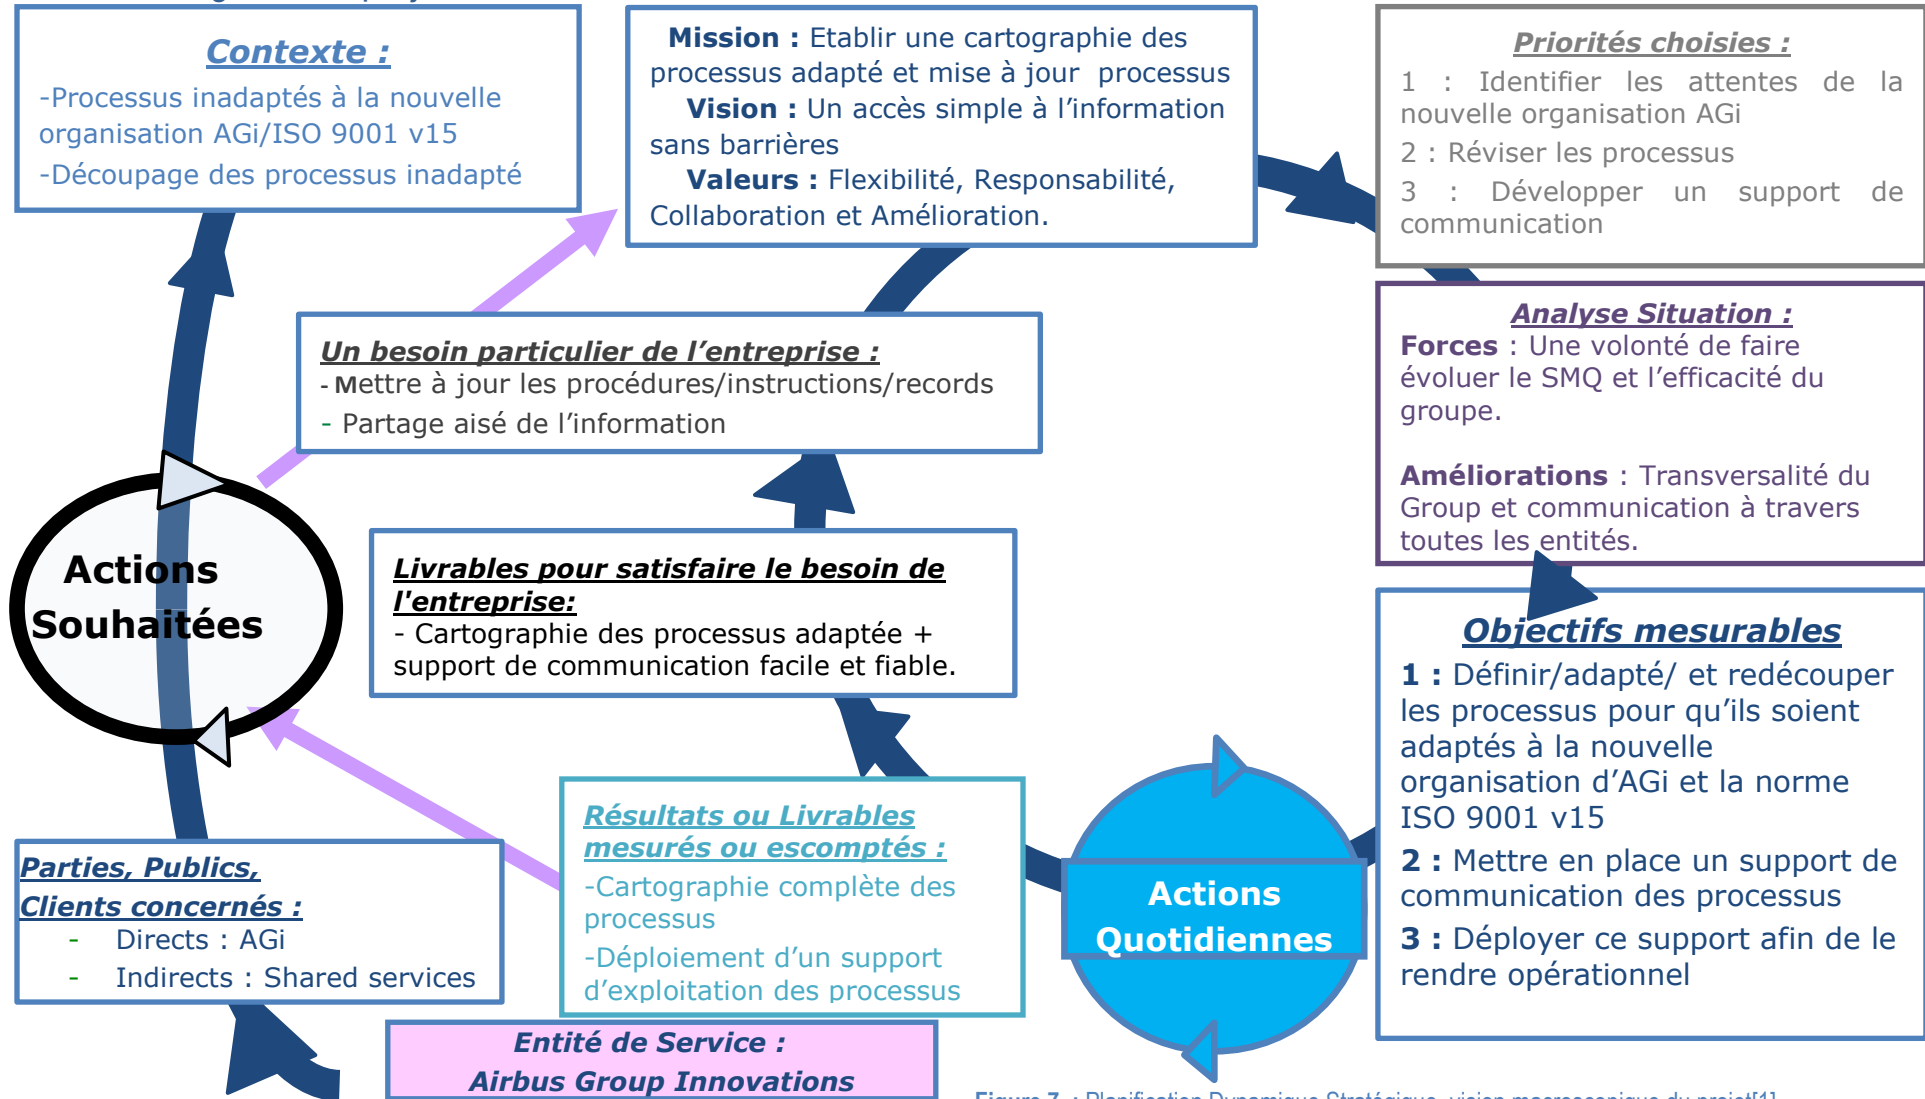 Contexte :
-Processus inadaptés à la nouvelle
organisation AGi/ISO 9001 v15
-Découpage des processus inadapté
Mission : Etablir une cartographie des
processus adapté et mise à jour processus
Vision : Un accès simple à l’information
sans barrières
Valeurs : Flexibilité, Responsabilité,
Collaboration et Amélioration.
Priorités choisies :
1 : Identifier les attentes de la
nouvelle organisation AGi
2 : Réviser les processus
3 : Développer un support de
communication
Un besoin particulier de l’entreprise :
- Mettre à jour les procédures/instructions/records
- Partage aisé de l’information
Analyse Situation :
Forces : Une volonté de faire
évoluer le SMQ et l’efficacité du
groupe.
Améliorations : Transversalité du
Group et communication à travers
toutes les entités.
Actions
Souhaitées
Livrables pour satisfaire le besoin de
l'entreprise:
- Cartographie des processus adaptée +
support de communication facile et fiable.
Objectifs mesurables
1 : Définir/adapté/ et redécouper
les processus pour qu’ils soient
adaptés à la nouvelle
organisation d’AGi et la norme
ISO 9001 v15
2 : Mettre en place un support de
communication des processus
3 : Déployer ce support afin de le
rendre opérationnel
Parties, Publics,
Clients concernés :
- Directs : AGi
- Indirects : Shared services
Résultats ou Livrables
mesurés ou escomptés :
-Cartographie complète des
processus
-Déploiement d’un support
d’exploitation des processus
Actions
Quotidiennes
Entité de Service :
Airbus Group Innovations
Figure 7 : Planification Dynamique Stratégique, vision macroscopique du projet[1]